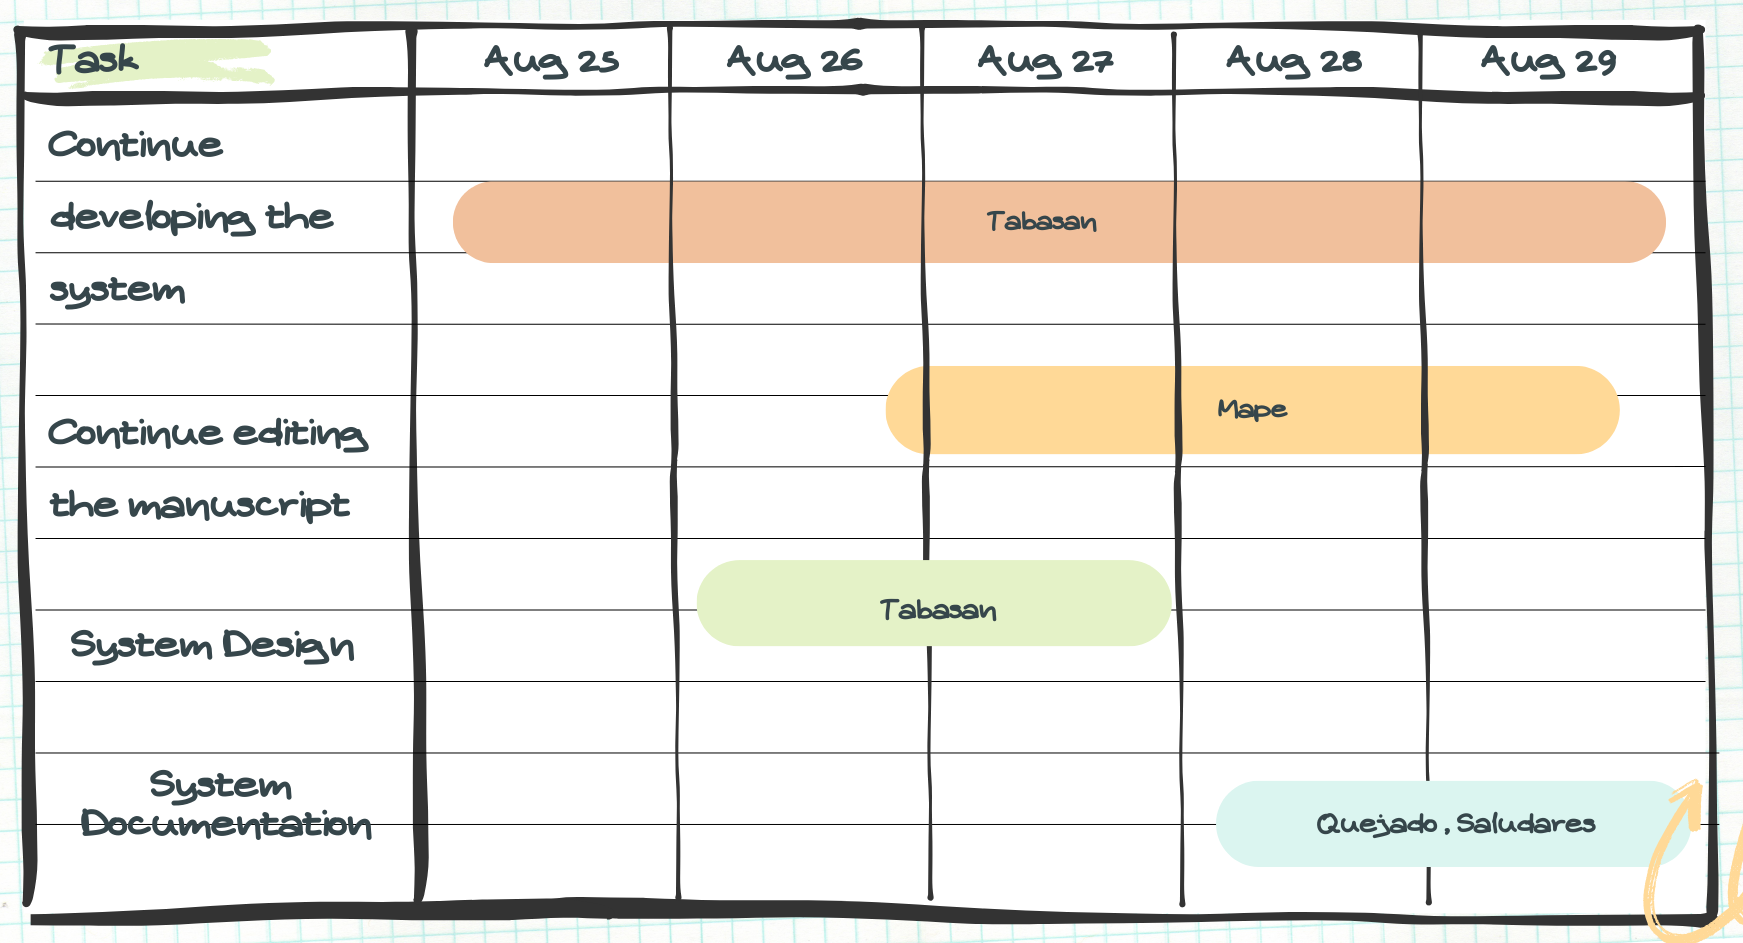 Task Aug 25 Aug 26 Aug 27 Aug 28 Aug 29
Continue
developing the
system
Tabasan
Continue editing
the manuscript
Mape
System Design
Tabasan
System
Documentation
Quejado, Saludares